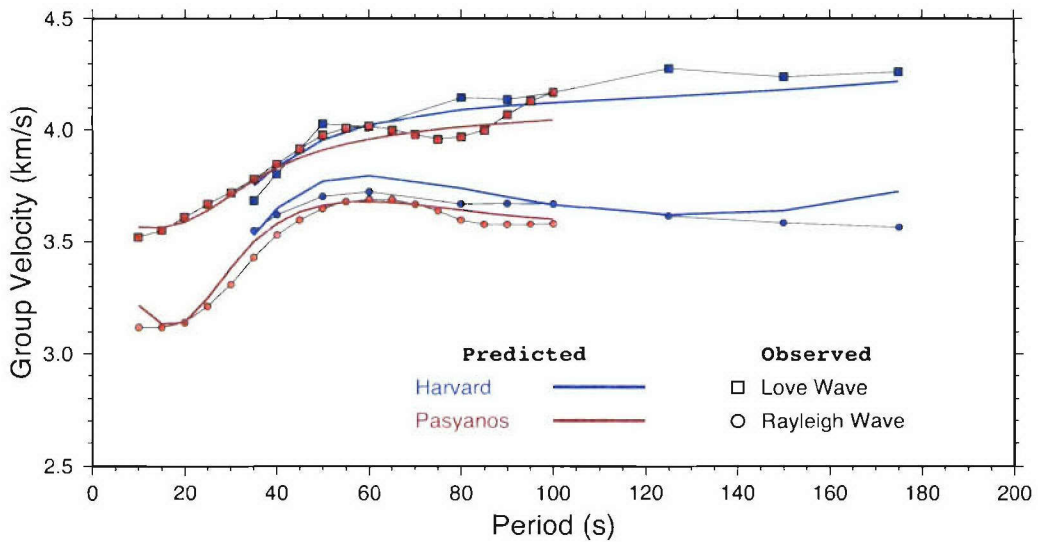 4.5
4.0
3.5
3.0
2.5
Group Velocity (km/s)
Predicted Observed
Harvard Love Wave
Pasyanos Rayleigh Wave
0 20 40 60 80 100 120 140 160 180 200
Period (s)